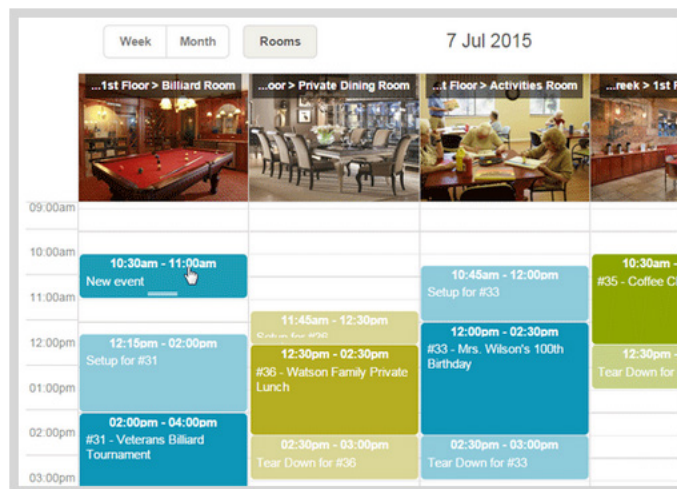 Week Month Rooms 7 Jul 2015
...1st Floor > Billiard Room
...oor > Private Dining Room
...t Floor > Activities Room
...reek > 1st F
09:00am
10:00am
11:00am
12:00pm
01:00pm
02:00pm
03:00pm
10:30am - 11:00am
New event
12:15pm - 02:00pm
Setup for #31
02:00pm - 04:00pm
#31 - Veterans Billiard
Tournament
11:45am - 12:30pm
Setup for #36
12:30pm - 02:30pm
#36 - Watson Family Private
Lunch
02:30pm - 03:00pm
Tear Down for #36
10:45am - 12:00pm
Setup for #33
12:00pm - 02:30pm
#33 - Mrs. Wilson's 100th
Birthday
02:30pm - 03:00pm
Tear Down for #33
10:30am -
#35 - Coffee Cl
12:30pm -
Tear Down for